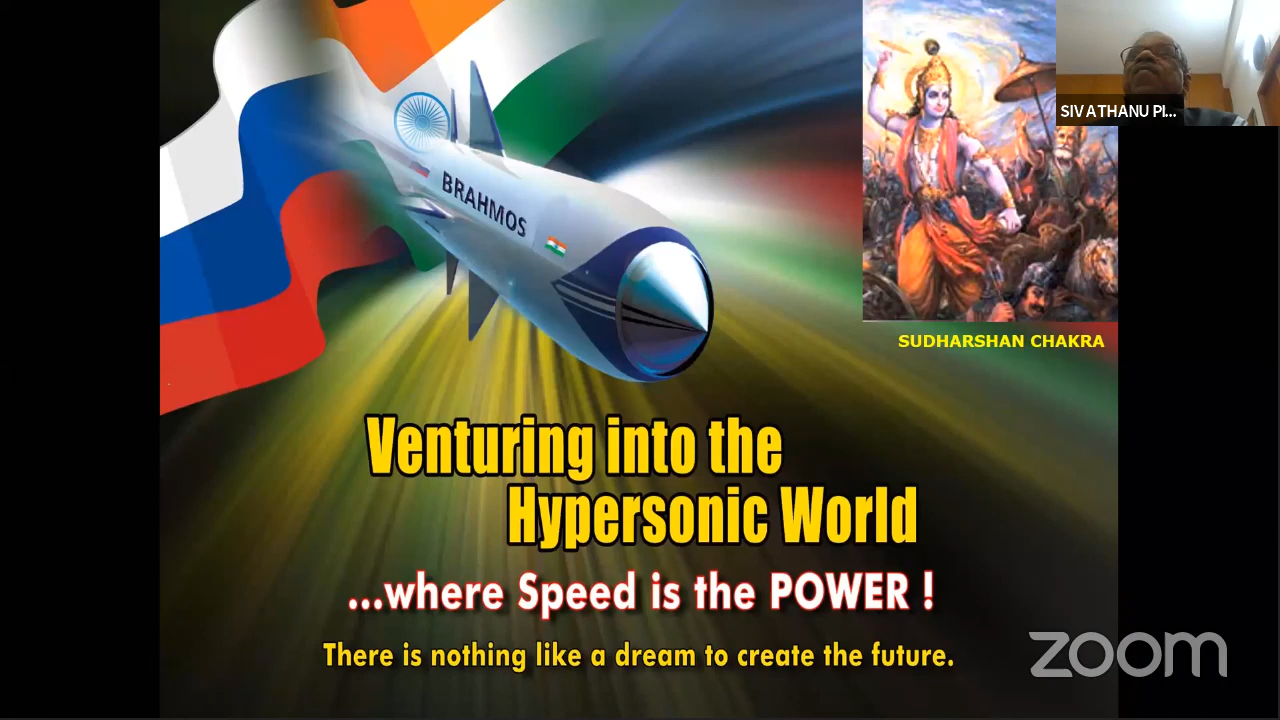 SIVATHANU PI...
BRAHMOS
SUDHARSHAN CHAKRA
Venturing into the
Hypersonic World
...where Speed is the POWER !
There is nothing like a dream to create the future.
zoom